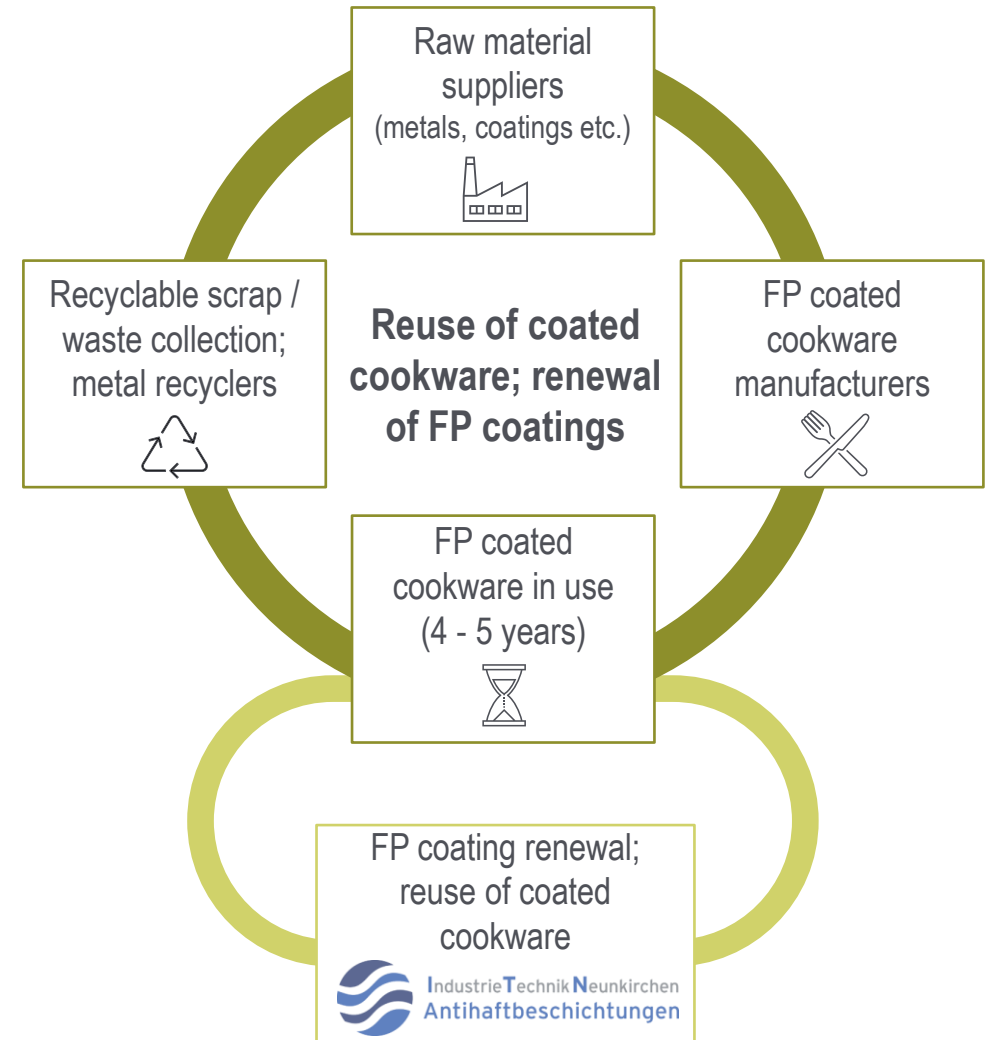 Raw material
suppliers
(metals, coatings etc.)
Recyclable scrap /
waste collection;
metal recyclers
Reuse of coated
cookware; renewal
of FP coatings
FP coated
cookware
manufacturers
FP coated
cookware in use
(4 - 5 years)
FP coating renewal;
reuse of coated
cookware
IndustrieTechnikNeunkirchen
Antihaftbeschichtungen